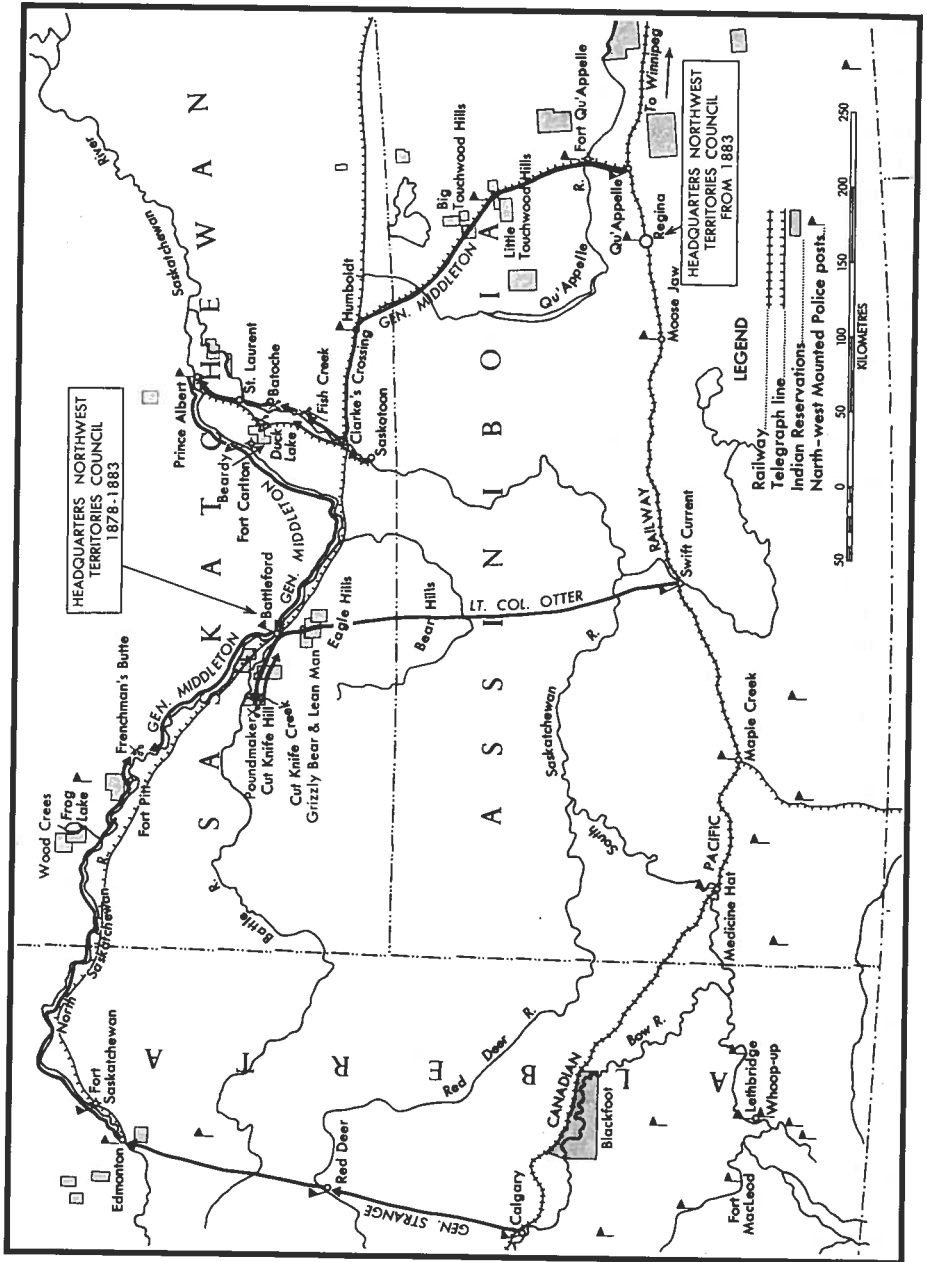 Wood Crees
Frog
Lake
Fort Pitt
Frenchman's Butte
GEN. MIDDLETON
HEADQUARTERS NORTHWEST
TERRITORIES COUNCIL
1878-1883
Battleford
GEN. MIDDLETON
Poundmaker
Cut Knife Hill
Cut Knife Creek
Grizzly Bear & Lean Man
Eagle Hills
Bear Hills
Prince Albert
Beardy
Fort Carlton
Duck
Lake
MIDDLETON
St. Laurent
Batoche
Fish Creek
Clarke's Crossing
Saskatoon
Saskatchewan
River
SASKATCHEWAN
Humboldt
GEN. MIDDLETON
Big
Touchwood Hills
Little
Touchwood Hills
Fort Qu'Appelle
Qu'Appelle
R.
Qu'Appelle
To Winnipeg
Regina
HEADQUARTERS NORTHWEST
TERRITORIES COUNCIL
FROM 1883
Moose Jaw
ASSINIBOIA
LT. COL. OTTER
RAILWAY
Swift Current
South
Saskatchewan
R.
Maple Creek
PACIFIC
Medicine Hat
North
Saskatchewan
R.
Battle
R.
Fort
Saskatchewan
Edmonton
ALBERTA
Red Deer
Red
Deer
R.
GEN. STRANGE
Calgary
CANADIAN
Blackfoot
Bow R.
Lethbridge
Whoop-up
Fort
MacLeod
LEGEND
Railway
Telegraph line
Indian Reservations
North-west Mounted Police posts
50 0 50 100 150 200 250
KILOMETRES